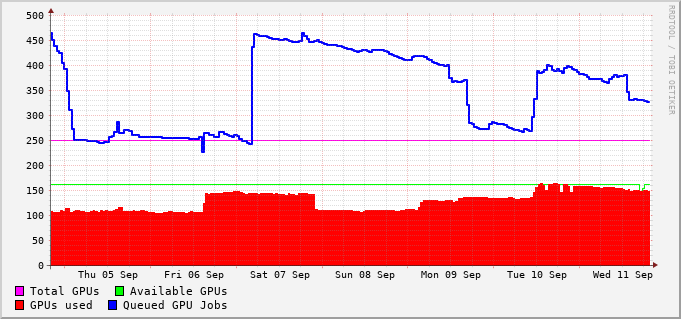 500
450
400
350
300
250
200
150
100
50
0
Thu 05 Sep Fri 06 Sep Sat 07 Sep Sun 08 Sep Mon 09 Sep Tue 10 Sep Wed 11 Sep
Total GPUs Available GPUs
GPUs used Queued GPU Jobs
RRDTOOL / TOBI OETIKER